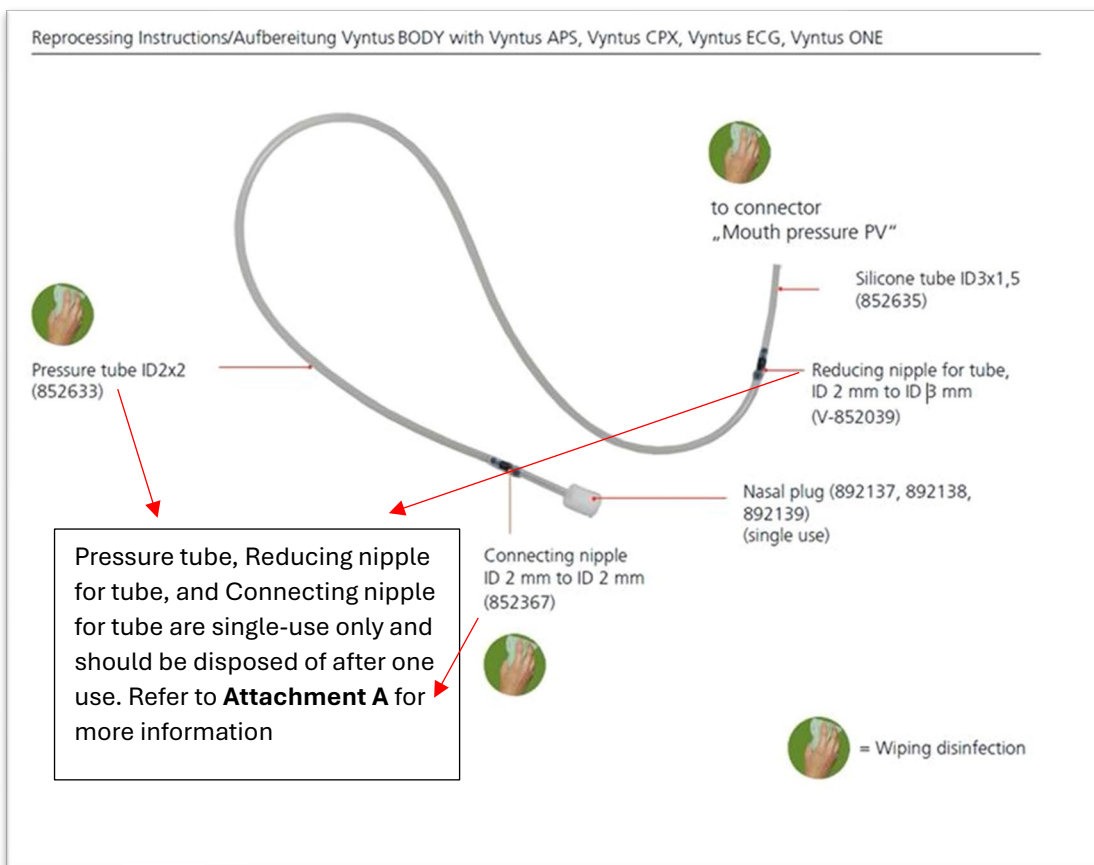 Reprocessing Instructions/Aufbereitung Vyntus BODY with Vyntus APS, Vyntus CPX, Vyntus ECG, Vyntus ONE
to connector
„Mouth pressure PV“
Silicone tube ID3x1,5
(852635)
Pressure tube ID2x2
(852633)
Reducing nipple for tube,
ID 2 mm to ID 3 mm
(V-852039)
Nasal plug (892137, 892138,
892139)
(single use)
Connecting nipple
ID 2 mm to ID 2 mm
(852367)
Pressure tube, Reducing nipple
for tube, and Connecting nipple
for tube are single-use only and
should be disposed of after one
use. Refer to Attachment A for
more information
= Wiping disinfection